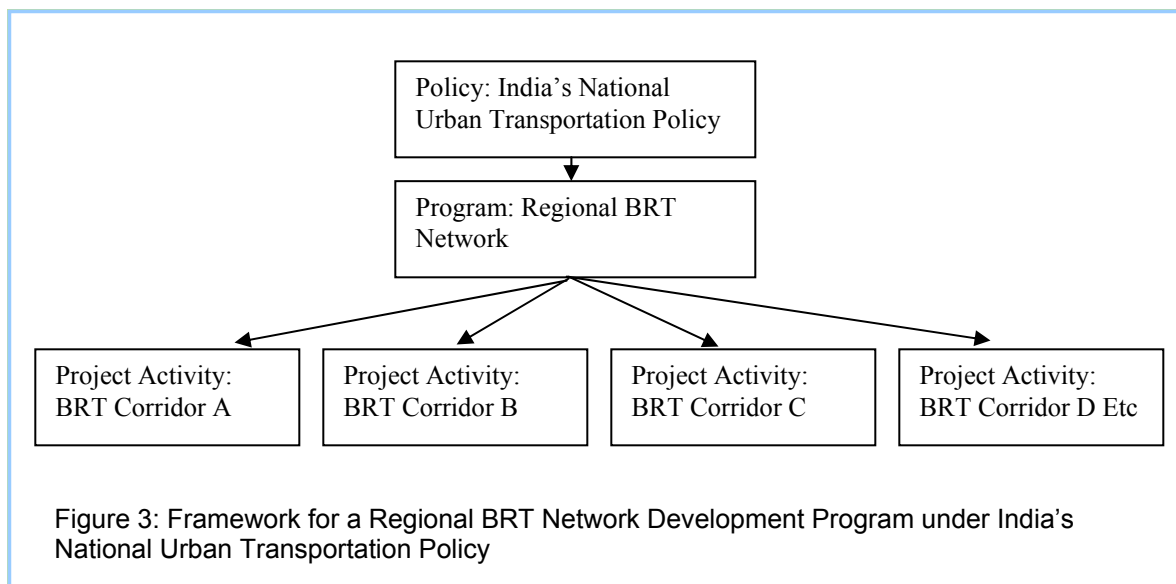 Policy: India’s National
Urban Transportation Policy
Program: Regional BRT
Network
Project Activity:
BRT Corridor A
Project Activity:
BRT Corridor B
Project Activity:
BRT Corridor C
Project Activity:
BRT Corridor D Etc
Figure 3: Framework for a Regional BRT Network Development Program under India’s
National Urban Transportation Policy